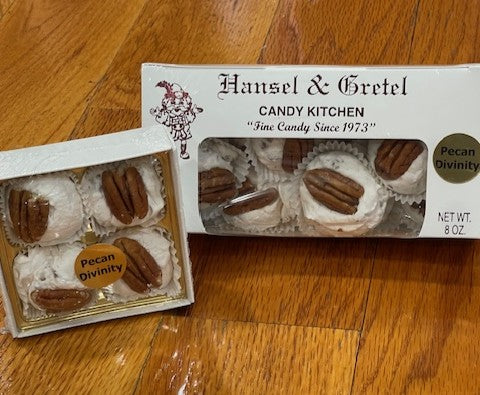 Hansel & Gretel
CANDY KITCHEN
"Fine Candy Since 1973"
Pecan
Divinity
NET WT.
8 OZ.
Pecan
Divinity